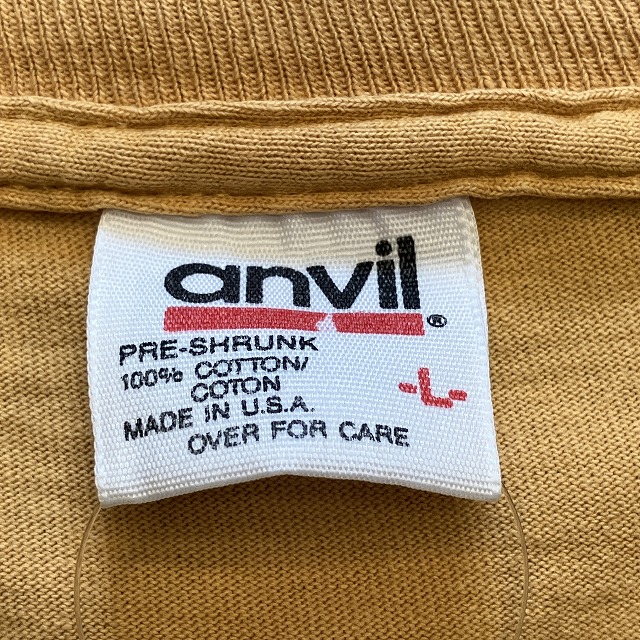 anvil®
PRE-SHRUNK
100% COTTON/
COTON
-L-
MADE IN U.S.A.
OVER FOR CARE